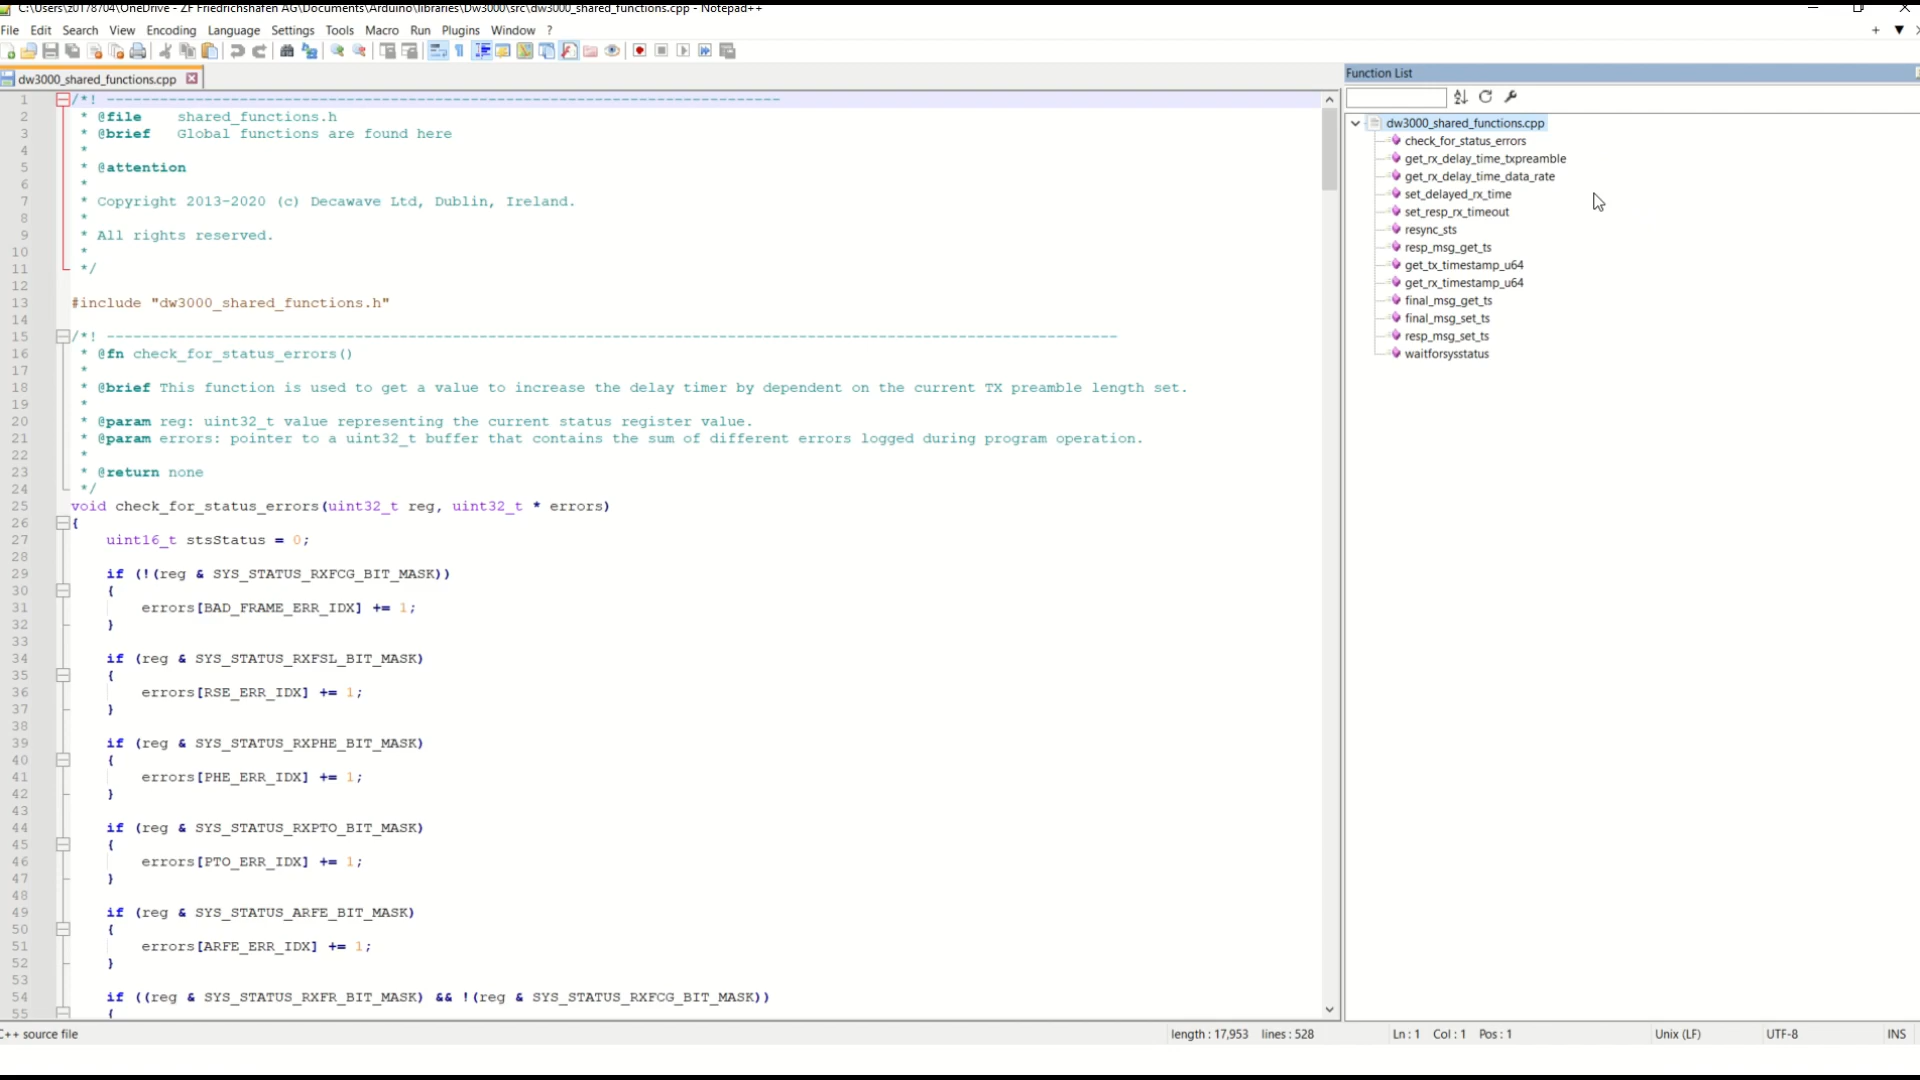 C:\Users\z0178704\OneDrive - ZF Friedrichshafen AG\Documents\Arduino\libraries\Dw3000\src\dw3000_shared_functions.cpp - Notepad++
File Edit Search View Encoding Language Settings Tools Macro Run Plugins Window ?
dw3000_shared_functions.cpp
1 /*! ----------------------------------------------------------------------------
2 * @file shared_functions.h
3 * @brief Global functions are found here
4 *
5 * @attention
6 *
7 * Copyright 2013-2020 (c) Decawave Ltd, Dublin, Ireland.
8 *
9 * All rights reserved.
10 *
11 */
12
13 #include "dw3000_shared_functions.h"
14
15 /*! ------------------------------------------------------------------------------------------------------------------
16 * @fn check_for_status_errors()
17 *
18 * @brief This function is used to get a value to increase the delay timer by dependent on the current TX preamble length set.
19 *
20 * @param reg: uint32_t value representing the current status register value.
21 * @param errors: pointer to a uint32_t buffer that contains the sum of different errors logged during program operation.
22 *
23 * @return none
24 */
25 void check_for_status_errors(uint32_t reg, uint32_t * errors)
26 {
27 uint16_t stsStatus = 0;
28
29 if (!(reg & SYS_STATUS_RXFCG_BIT_MASK))
30 {
31 errors[BAD_FRAME_ERR_IDX] += 1;
32 }
33
34 if (reg & SYS_STATUS_RXFSL_BIT_MASK)
35 {
36 errors[RSE_ERR_IDX] += 1;
37 }
38
39 if (reg & SYS_STATUS_RXPHE_BIT_MASK)
40 {
41 errors[PHE_ERR_IDX] += 1;
42 }
43
44 if (reg & SYS_STATUS_RXPTO_BIT_MASK)
45 {
46 errors[PTO_ERR_IDX] += 1;
47 }
48
49 if (reg & SYS_STATUS_ARFE_BIT_MASK)
50 {
51 errors[ARFE_ERR_IDX] += 1;
52 }
53
54 if ((reg & SYS_STATUS_RXFR_BIT_MASK) && !(reg & SYS_STATUS_RXFCG_BIT_MASK))
55 {
Function List
dw3000_shared_functions.cpp
check_for_status_errors
get_rx_delay_time_txpreamble
get_rx_delay_time_data_rate
set_delayed_rx_time
set_resp_rx_timeout
resync_sts
resp_msg_get_ts
get_tx_timestamp_u64
get_rx_timestamp_u64
final_msg_get_ts
final_msg_set_ts
resp_msg_set_ts
waitforsysstatus
C++ source file length : 17,953 lines : 528 Ln : 1 Col : 1 Pos : 1 Unix (LF) UTF-8 INS